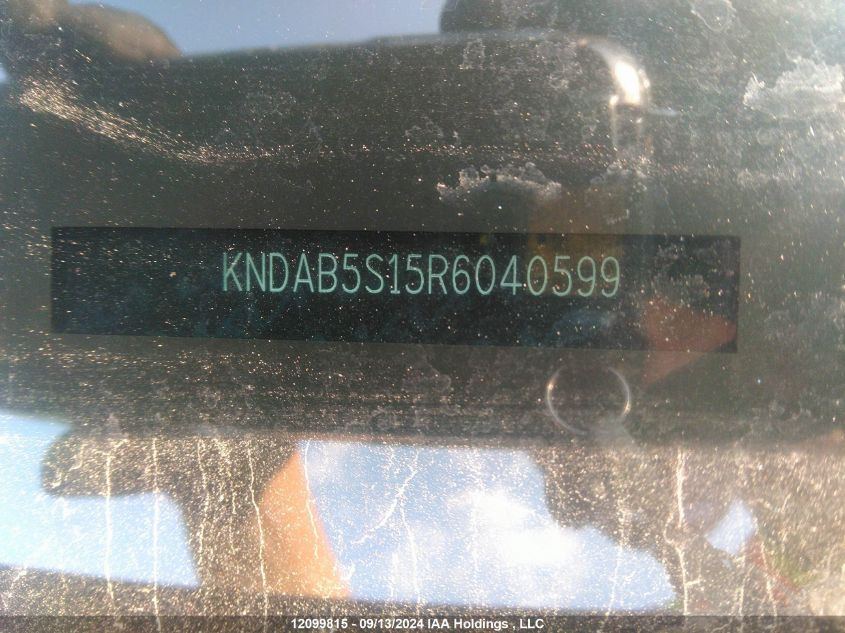 KNDAB5S15R6040599
12099815 - 09/13/2024 IAA Holdings , LLC